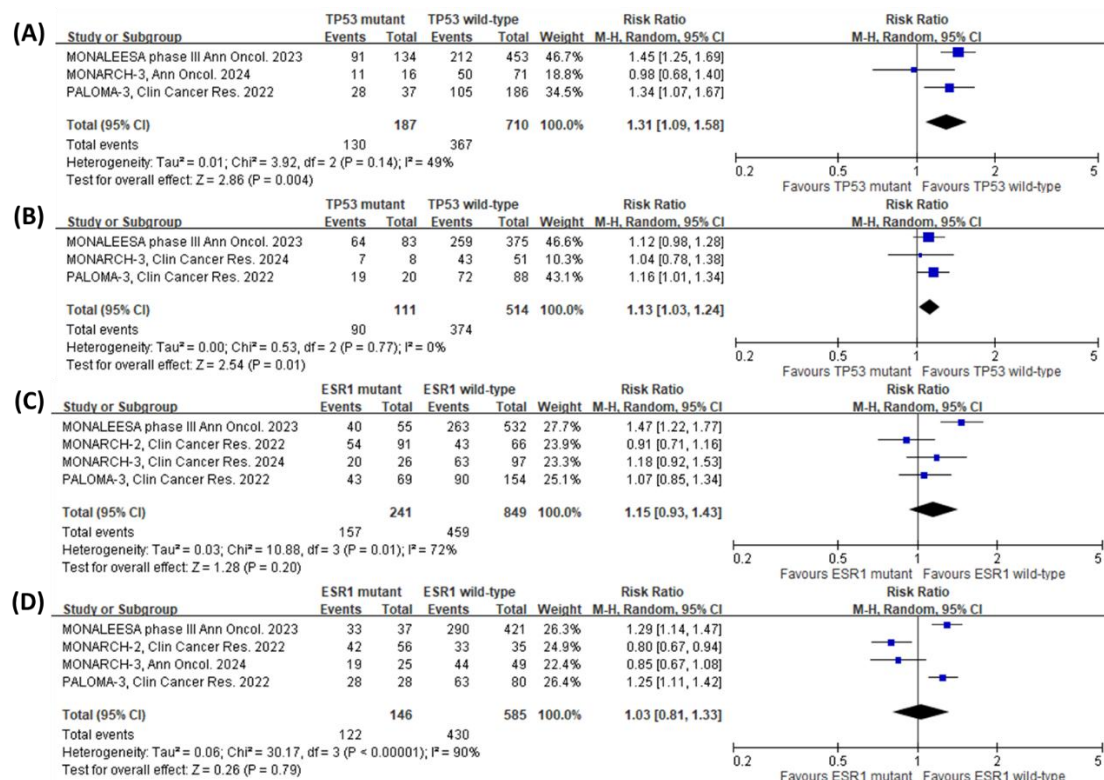 (A)
TP53 mutant TP53 wild-type Risk Ratio Risk Ratio
Study or Subgroup Events Total Events Total Weight M-H, Random, 95% CI M-H, Random, 95% CI
MONALEESA phase III Ann Oncol. 2023 91 134 212 453 46.7% 1.45 [1.25, 1.69]
MONARCH-3, Ann Oncol. 2024 11 16 50 71 18.8% 0.98 [0.68, 1.40]
PALOMA-3, Clin Cancer Res. 2022 28 37 105 186 34.5% 1.34 [1.07, 1.67]
Total (95% CI) 187 710 100.0% 1.31 [1.09, 1.58]
Total events 130 367
Heterogeneity: Tau² = 0.01; Chi² = 3.92, df = 2 (P = 0.14); I² = 49%
Test for overall effect: Z = 2.86 (P = 0.004)
0.2 0.5 1 2 5
Favours TP53 mutant Favours TP53 wild-type
(B)
TP53 mutant TP53 wild-type Risk Ratio Risk Ratio
Study or Subgroup Events Total Events Total Weight M-H, Random, 95% CI M-H, Random, 95% CI
MONALEESA phase III Ann Oncol. 2023 64 83 259 375 46.6% 1.12 [0.98, 1.28]
MONARCH-3, Clin Cancer Res. 2024 7 8 43 51 10.3% 1.04 [0.78, 1.38]
PALOMA-3, Clin Cancer Res. 2022 19 20 72 88 43.1% 1.16 [1.01, 1.34]
Total (95% CI) 111 514 100.0% 1.13 [1.03, 1.24]
Total events 90 374
Heterogeneity: Tau² = 0.00; Chi² = 0.53, df = 2 (P = 0.77); I² = 0%
Test for overall effect: Z = 2.54 (P = 0.01)
0.2 0.5 1 2 5
Favours TP53 mutant Favours TP53 wild-type
(C)
ESR1 mutant ESR1 wild-type Risk Ratio Risk Ratio
Study or Subgroup Events Total Events Total Weight M-H, Random, 95% CI M-H, Random, 95% CI
MONALEESA phase III Ann Oncol. 2023 40 55 263 532 27.7% 1.47 [1.22, 1.77]
MONARCH-2, Clin Cancer Res. 2022 54 91 43 66 23.9% 0.91 [0.71, 1.16]
MONARCH-3, Clin Cancer Res. 2024 20 26 63 97 23.3% 1.18 [0.92, 1.53]
PALOMA-3, Clin Cancer Res. 2022 43 69 90 154 25.1% 1.07 [0.85, 1.34]
Total (95% CI) 241 849 100.0% 1.15 [0.93, 1.43]
Total events 157 459
Heterogeneity: Tau² = 0.03; Chi² = 10.88, df = 3 (P = 0.01); I² = 72%
Test for overall effect: Z = 1.28 (P = 0.20)
0.2 0.5 1 2 5
Favours ESR1 mutant Favours ESR1 wild-type
(D)
ESR1 mutant ESR1 wild-type Risk Ratio Risk Ratio
Study or Subgroup Events Total Events Total Weight M-H, Random, 95% CI M-H, Random, 95% CI
MONALEESA phase III Ann Oncol. 2023 33 37 290 421 26.3% 1.29 [1.14, 1.47]
MONARCH-2, Clin Cancer Res. 2022 42 56 33 35 24.9% 0.80 [0.67, 0.94]
MONARCH-3, Ann Oncol. 2024 19 25 44 49 22.4% 0.85 [0.67, 1.08]
PALOMA-3, Clin Cancer Res. 2022 28 28 63 80 26.4% 1.25 [1.11, 1.42]
Total (95% CI) 146 585 100.0% 1.03 [0.81, 1.33]
Total events 122 430
Heterogeneity: Tau² = 0.06; Chi² = 30.17, df = 3 (P < 0.00001); I² = 90%
Test for overall effect: Z = 0.26 (P = 0.79)
0.2 0.5 1 2 5
Favours ESR1 mutant Favours ESR1 wild-type